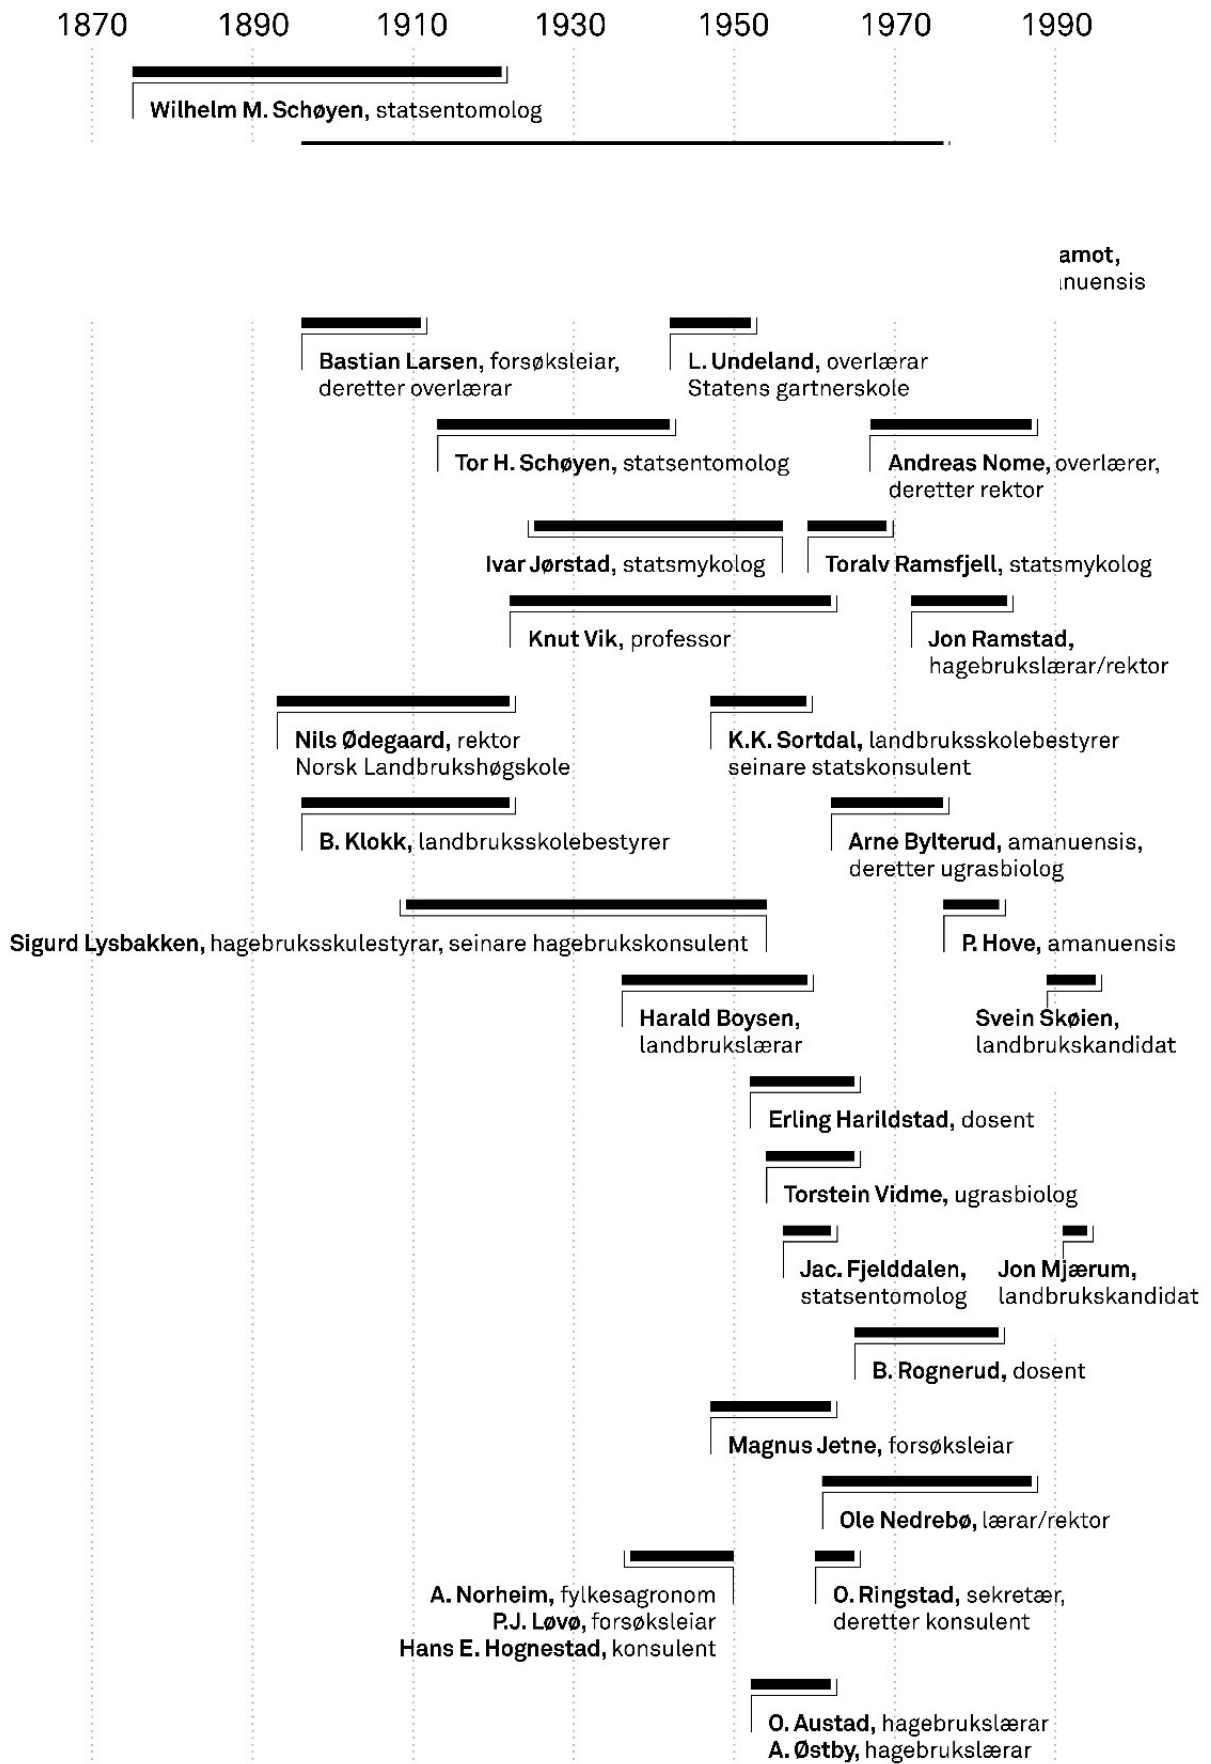 1870 1890 1910 1930 1950 1970 1990
Wilhelm M. Schøyen, statsentomolog
amot,
nuensis
Bastian Larsen, forsøksleiar,
deretter overlærar
L. Undeland, overlærar
Statens gartnerskole
Tor H. Schøyen, statsentomolog
Andreas Nome, overlærer,
deretter rektor
Ivar Jørstad, statsmykolog
Toralv Ramsfjell, statsmykolog
Knut Vik, professor
Jon Ramstad,
hagebrukslærar/rektor
Nils Ødegaard, rektor
Norsk Landbrukshøgskole
K.K. Sortdal, landbruksskolebestyrer
seinare statskonsulent
B. Klokk, landbruksskolebestyrer
Arne Bylterud, amanuensis,
deretter ugrasbiolog
Sigurd Lysbakken, hagebruksskulestyrar, seinare hagebrukskonsulent
P. Hove, amanuensis
Harald Boysen,
landbrukslærar
Svein Skøien,
landbrukskandidat
Erling Harildstad, dosent
Torstein Vidme, ugrasbiolog
Jac. Fjelddalen,
statsentomolog
Jon Mjærum,
landbrukskandidat
B. Rognerud, dosent
Magnus Jetne, forsøksleiar
Ole Nedrebø, lærar/rektor
A. Norheim, fylkesagronom
P.J. Løvø, forsøksleiar
Hans E. Hognestad, konsulent
O. Ringstad, sekretær,
deretter konsulent
O. Austad, hagebrukslærar
A. Østby, hagebrukslærar